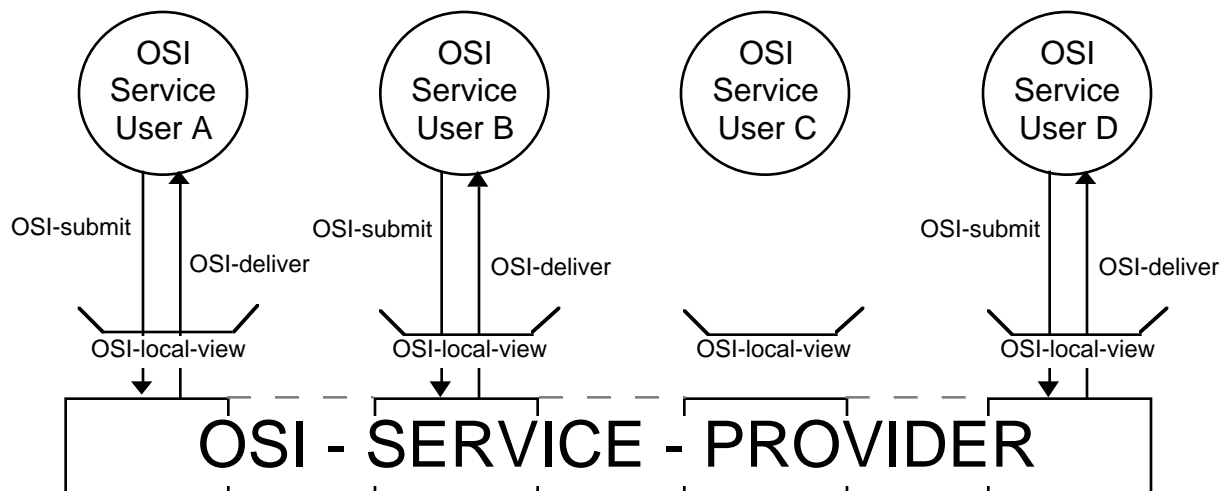 OSI
Service
User A
OSI
Service
User B
OSI
Service
User C
OSI
Service
User D
OSI-submit
OSI-deliver
OSI-submit
OSI-deliver
OSI-submit
OSI-deliver
OSI-local-view
OSI-local-view
OSI-local-view
OSI-local-view
OSI - SERVICE - PROVIDER